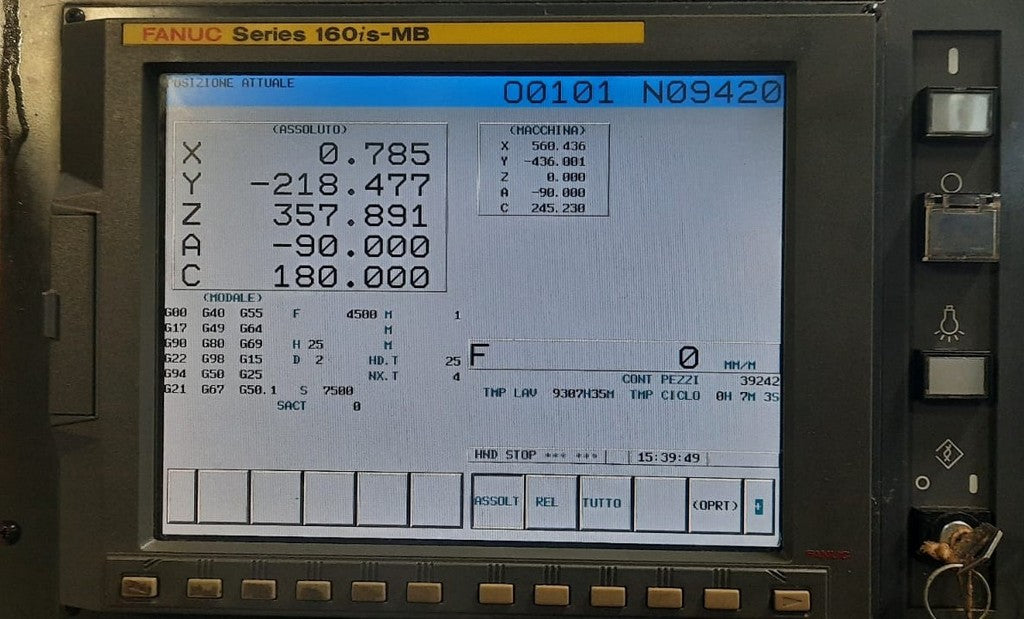 FANUC Series 160is-MB
POSIZIONE ATTUALE
O0101 N09420
(ASSOLUTO)
X 0.785
Y -218.477
Z 357.891
A -90.000
C 180.000
(MACCHINA)
X 560.436
Y -436.001
Z 0.000
A -90.000
C 245.230
(MODALE)
G00 G40 G55 F 4500 M 1
G17 G49 G64 M
G90 G80 G69 H 25 M
G22 G98 G15 D 2 HD.T 25
G94 G50 G25 NX.T 4
G21 G67 G50.1 S 7500
SACT 0
F 0 MM/M
CONT PEZZI 39242
TMP LAV 9307H35M TMP CICLO 0H 7M 3S
HND STOP *** *** 15:39:49
ASSOLT REL TUTTO (OPRT) +
FANUC